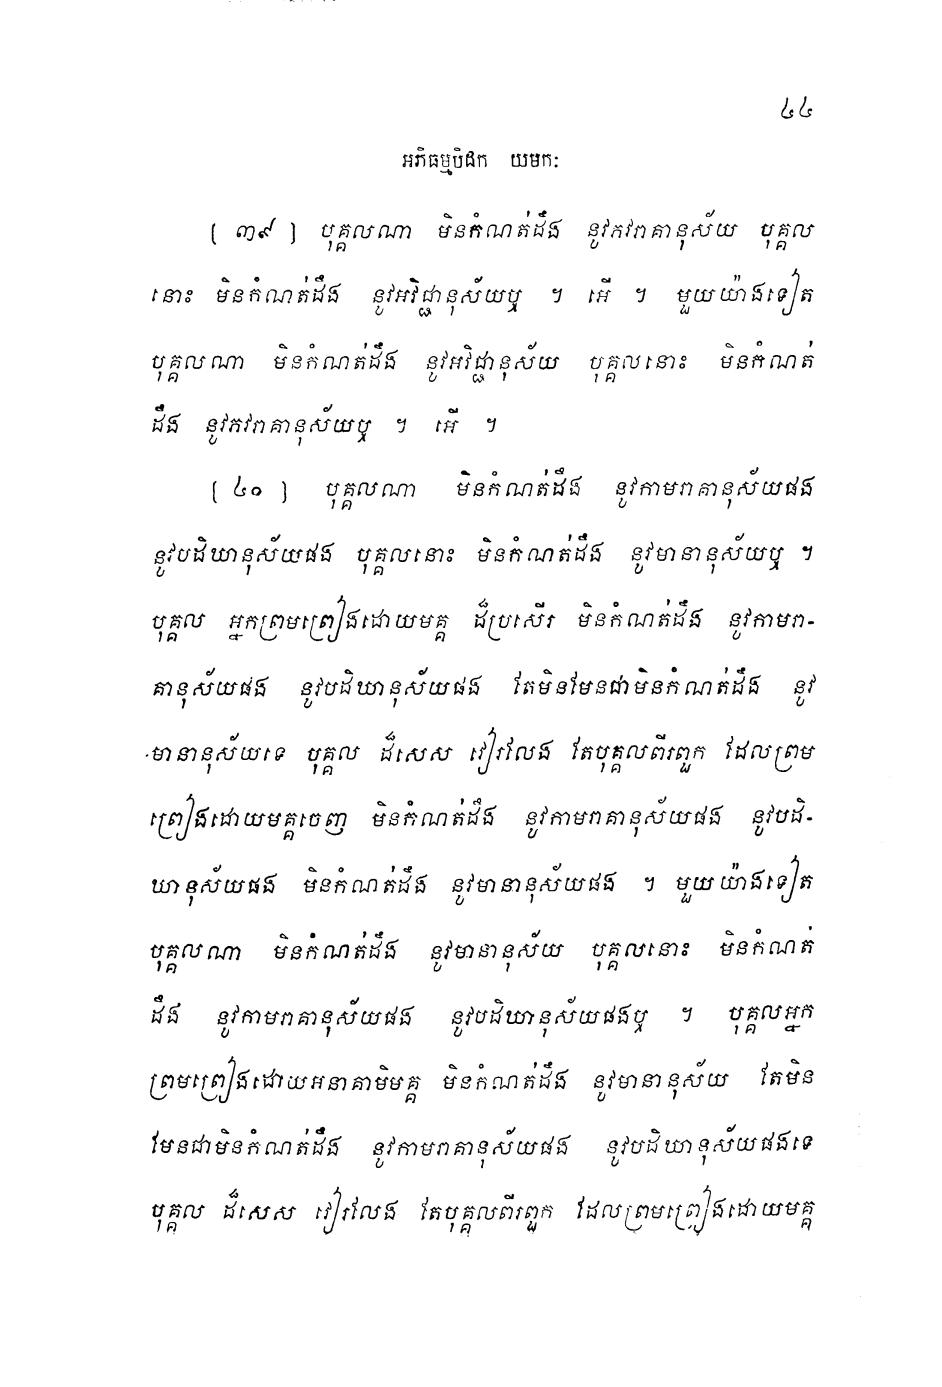 ៤៤
អភិធម្មបិដក យមកៈ
[ ៣៩ ] បុគ្គលណា មិនកំណត់ដឹង នូវភវរាគានុស័យ បុគ្គល
នោះ មិនកំណត់ដឹង នូវអវិជ្ជានុស័យឬ ។ អើ ។ មួយយ៉ាងទៀត
បុគ្គលណា មិនកំណត់ដឹង នូវអវិជ្ជានុស័យ បុគ្គលនោះ មិនកំណត់
ដឹង នូវភវរាគានុស័យឬ ។ អើ ។
[ ៤០ ] បុគ្គលណា មិនកំណត់ដឹង នូវកាមរាគានុស័យផង
នូវបដិឃានុស័យផង បុគ្គលនោះ មិនកំណត់ដឹង នូវមានានុស័យឬ ។
បុគ្គល អ្នកព្រមព្រៀងដោយមគ្គ ដ៏ប្រសើរ មិនកំណត់ដឹង នូវកាមរា-
គានុស័យផង នូវបដិឃានុស័យផង តែមិនមែនជាមិនកំណត់ដឹង នូវ
មានានុស័យទេ បុគ្គល ដ៏សេស វៀរលែង តែបុគ្គលពីរពួក ដែលព្រម
ព្រៀងដោយមគ្គចេញ មិនកំណត់ដឹង នូវកាមរាគានុស័យផង នូវបដិ-
ឃានុស័យផង មិនកំណត់ដឹង នូវមានានុស័យផង ។ មួយយ៉ាងទៀត
បុគ្គលណា មិនកំណត់ដឹង នូវមានានុស័យ បុគ្គលនោះ មិនកំណត់
ដឹង នូវកាមរាគានុស័យផង នូវបដិឃានុស័យផងឬ ។ បុគ្គលអ្នក
ព្រមព្រៀងដោយអនាគាមិមគ្គ មិនកំណត់ដឹង នូវមានានុស័យ តែមិន
មែនជាមិនកំណត់ដឹង នូវកាមរាគានុស័យផង នូវបដិឃានុស័យផងទេ
បុគ្គល ដ៏សេស វៀរលែង តែបុគ្គលពីរពួក ដែលព្រមព្រៀងដោយមគ្គ